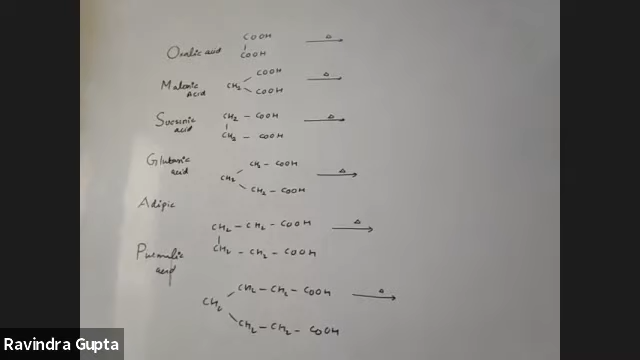 Oxalic acid COOH
COOH Δ
Malonic Acid CH2 COOH
COOH Δ
Succinic acid CH2 - COOH
CH2 - COOH Δ
Glutaric acid CH2 - COOH
CH2
CH2 - COOH Δ
Adipic
CH2 - CH2 - COOH
CH2 - CH2 - COOH Δ
acid
CH2 - CH2 - COOH
CH2
CH2 - CH2 - COOH Δ
Ravindra Gupta